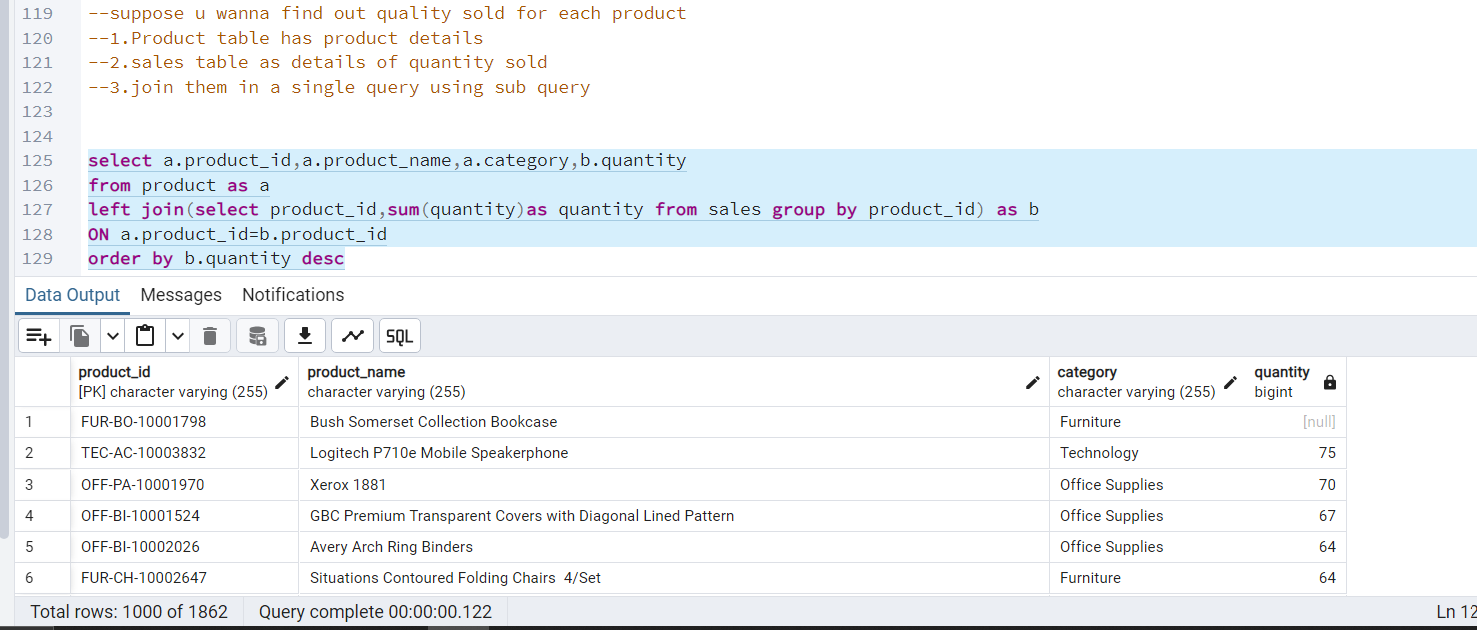 119 --suppose u wanna find out quality sold for each product
120 --1.Product table has product details
121 --2.sales table as details of quantity sold
122 --3.join them in a single query using sub query
123
124
125 select a.product_id,a.product_name,a.category,b.quantity
126 from product as a
127 left join(select product_id,sum(quantity)as quantity from sales group by product_id) as b
128 ON a.product_id=b.product_id
129 order by b.quantity desc
Data Output Messages Notifications
SQL
product_id product_name category quantity
[PK] character varying (255) character varying (255) character varying (255) bigint
1 FUR-BO-10001798 Bush Somerset Collection Bookcase Furniture [null]
2 TEC-AC-10003832 Logitech P710e Mobile Speakerphone Technology 75
3 OFF-PA-10001970 Xerox 1881 Office Supplies 70
4 OFF-BI-10001524 GBC Premium Transparent Covers with Diagonal Lined Pattern Office Supplies 67
5 OFF-BI-10002026 Avery Arch Ring Binders Office Supplies 64
6 FUR-CH-10002647 Situations Contoured Folding Chairs  4/Set Furniture 64
Total rows: 1000 of 1862 Query complete 00:00:00.122 Ln 12